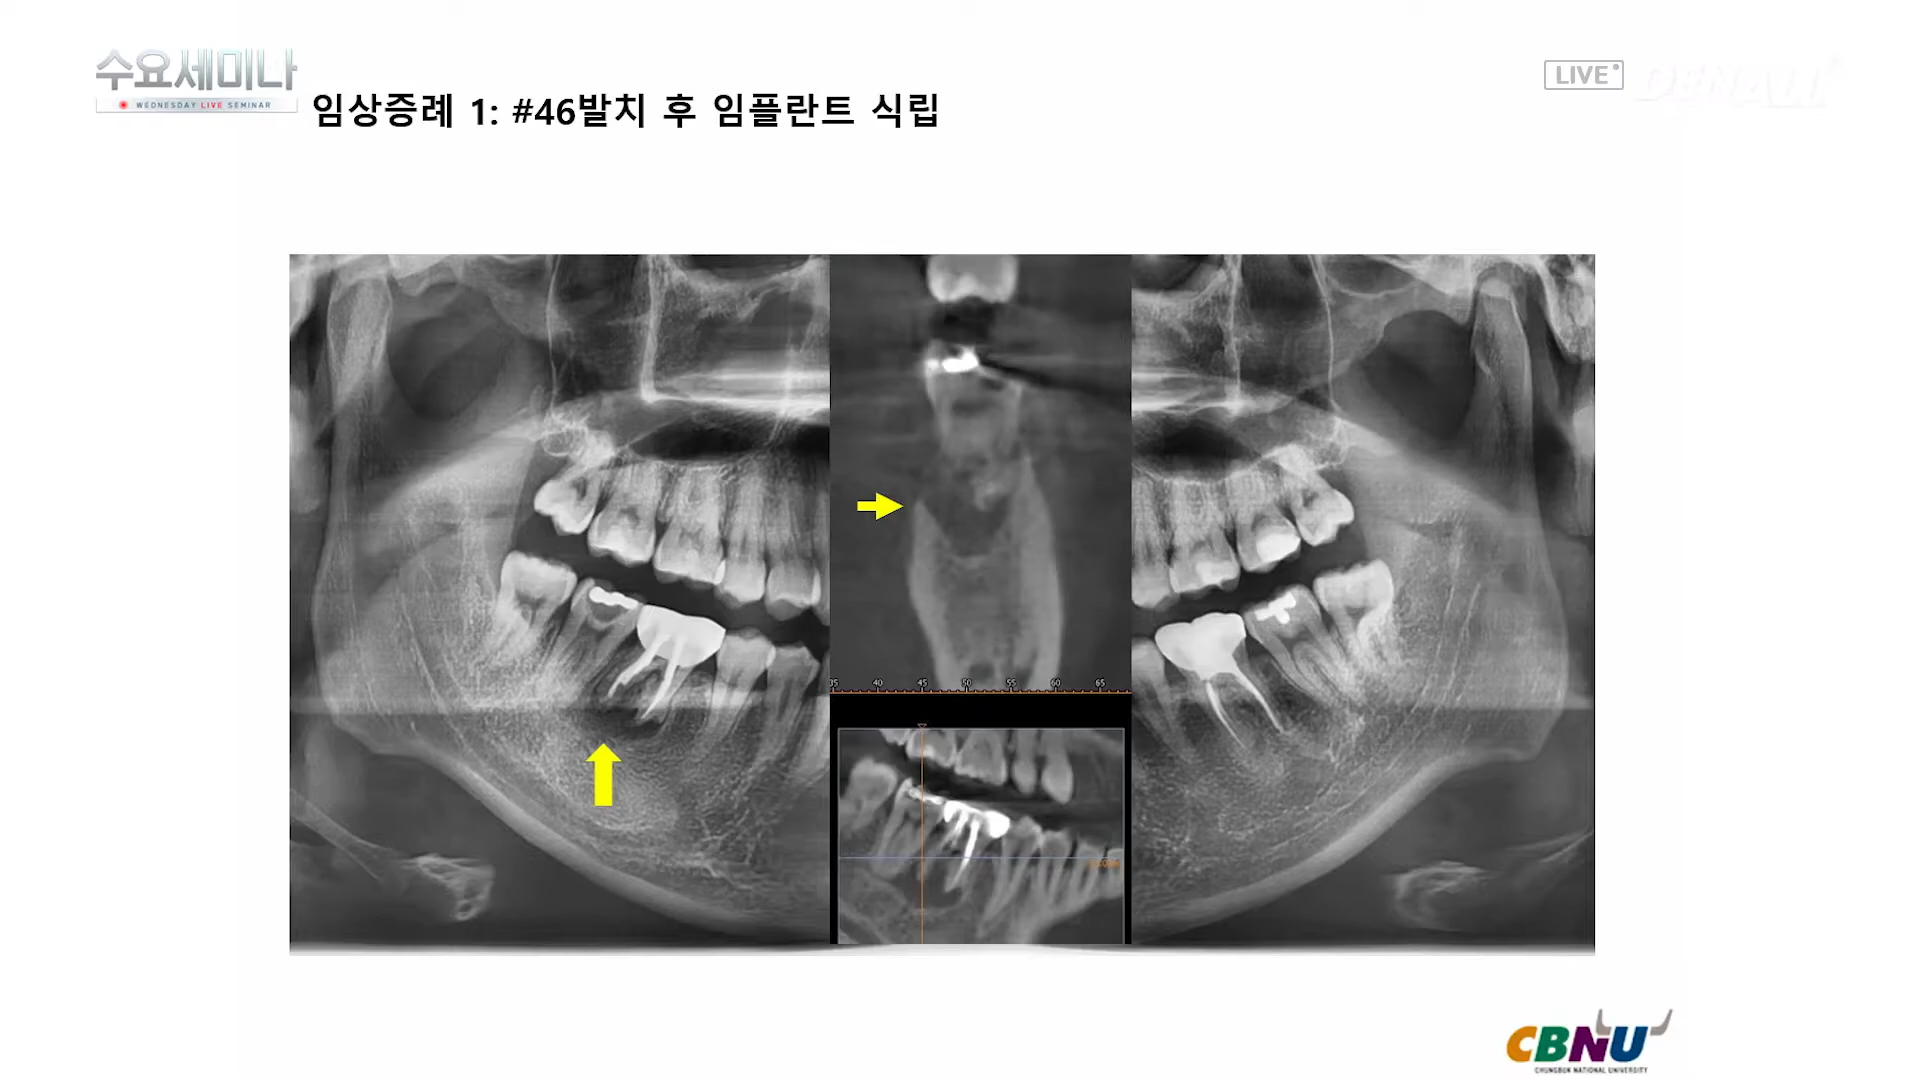 수요세미나
WEDNESDAY LIVE SEMINAR
임상증례 1: #46발치 후 임플란트 식립
LIVE
DENALL
35 40 45 50 55 60 65
CBNU
CHUNGBUK NATIONAL UNIVERSITY